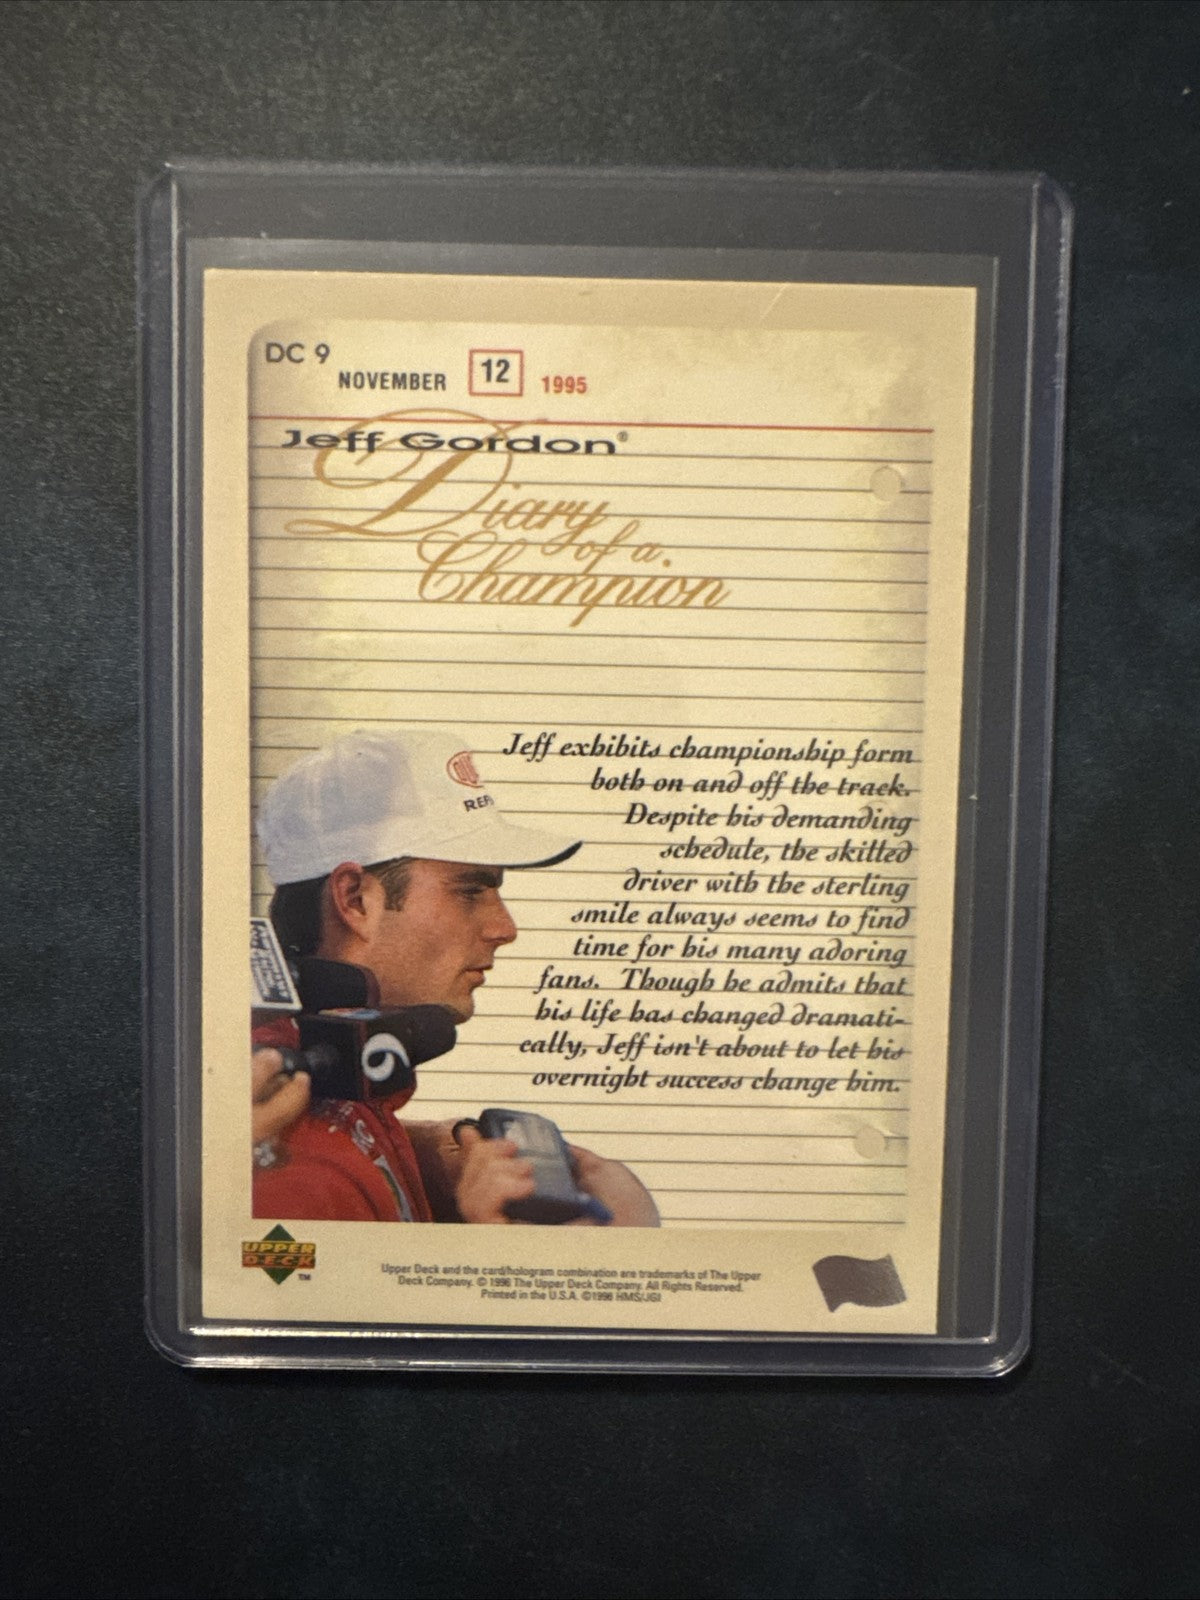 DC 9
NOVEMBER 12 1995
Jeff Gordon®
Diary
of a
Champion
Jeff exhibits championship form
both on and off the track.
Despite his demanding
schedule, the skilled
driver with the sterling
smile always seems to find
time for his many adoring
fans. Though he admits that
his life has changed dramati-
cally, Jeff isn't about to let his
overnight success change him.
REF
6
UPPER
DECK
TM
Upper Deck and the card/hologram combination are trademarks of The Upper
Deck Company. © 1996 The Upper Deck Company. All Rights Reserved.
Printed in the U.S.A. ©1996 HMS/JGI